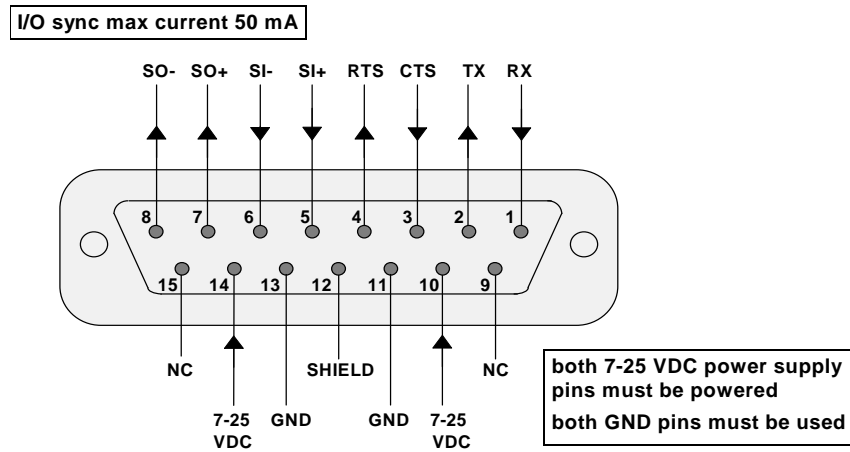 I/O sync max current 50 mA
SO- SO+ SI- SI+ RTS CTS TX RX
8 7 6 5 4 3 2 1
15 14 13 12 11 10 9
NC SHIELD NC
7-25 VDC GND GND 7-25 VDC
both 7-25 VDC power supply
pins must be powered
both GND pins must be used